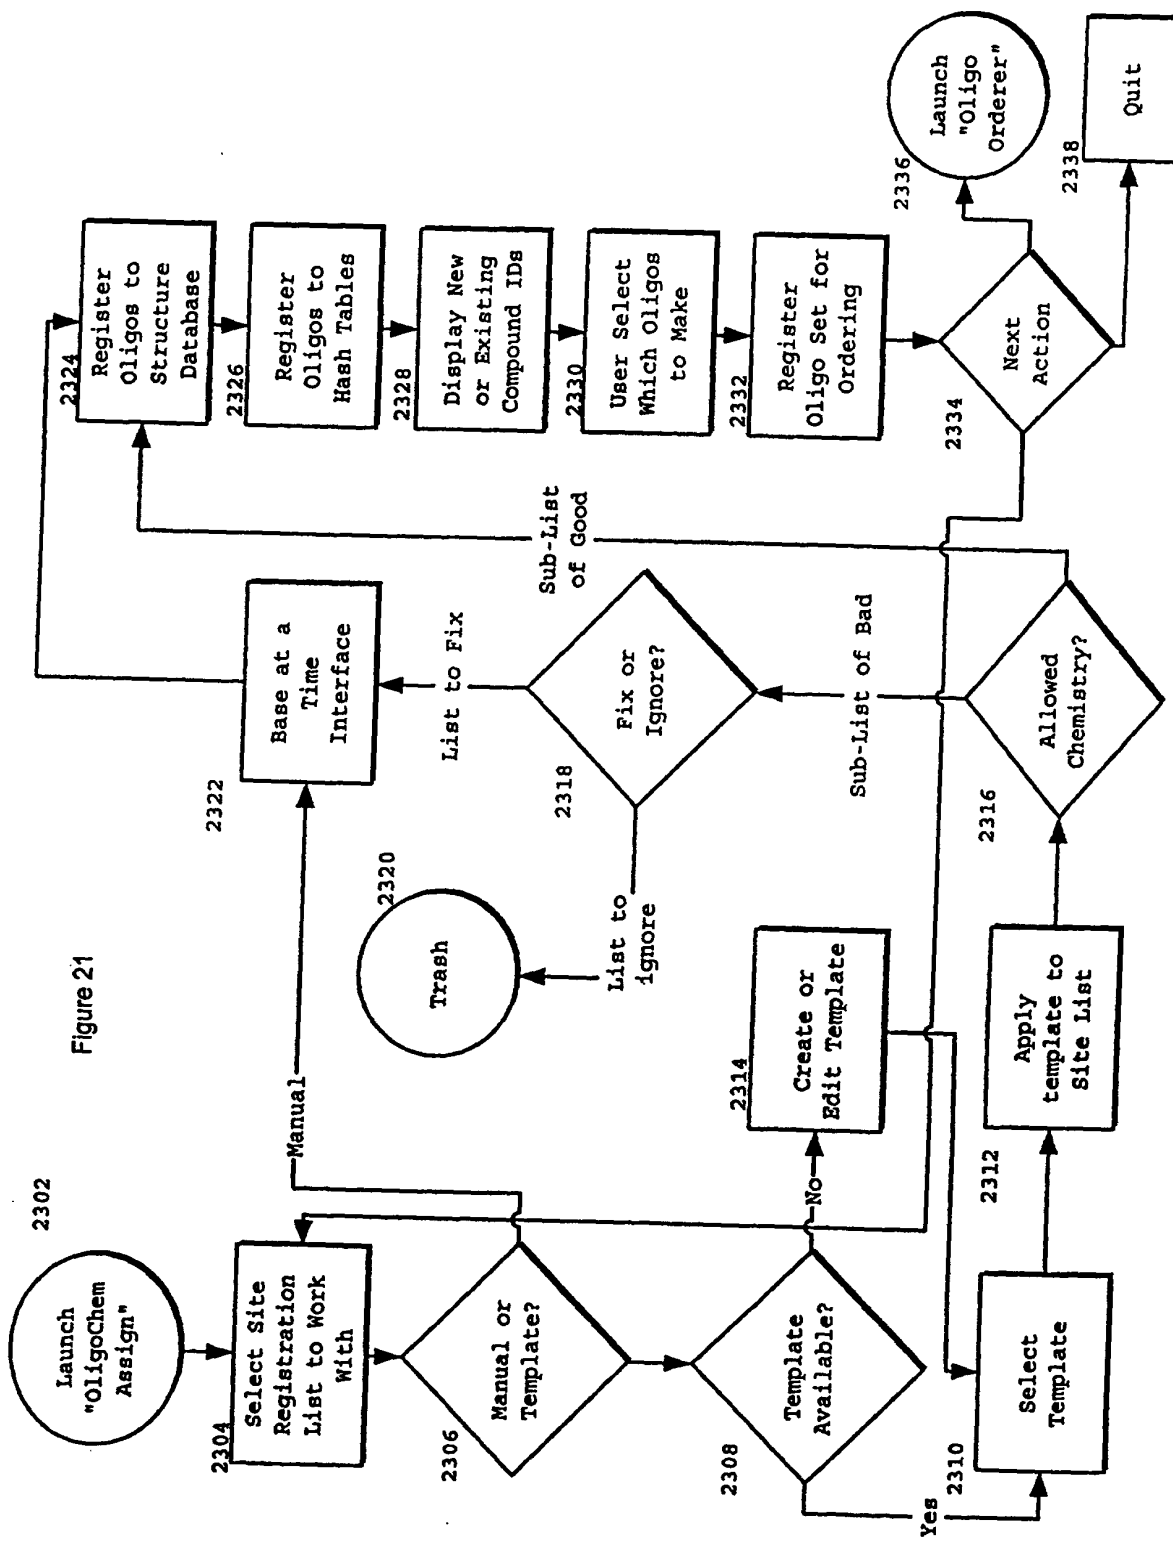 Figure 21
2302
Launch
"OligoChem
Assign"
2304
Select Site
Registration
List to Work
With
2306
Manual or
Template?
Manual
2308
Template
Available?
Yes
No
2310
Select
Template
2312
Apply
template to
Site List
2314
Create or
Edit Template
2316
Allowed
Chemistry?
Sub-List of Bad
Sub-List
of Good
2318
Fix or
Ignore?
List to
ignore
List to Fix
2320
Trash
2322
Base at a
Time
Interface
2324
Register
Oligos to
Structure
Database
2326
Register
Oligos to
Hash Tables
2328
Display New
or Existing
Compound IDs
2330
User Select
Which Oligos
to Make
2332
Register
Oligo Set for
Ordering
2334
Next
Action
2336
Launch
"Oligo
Orderer"
2338
Quit